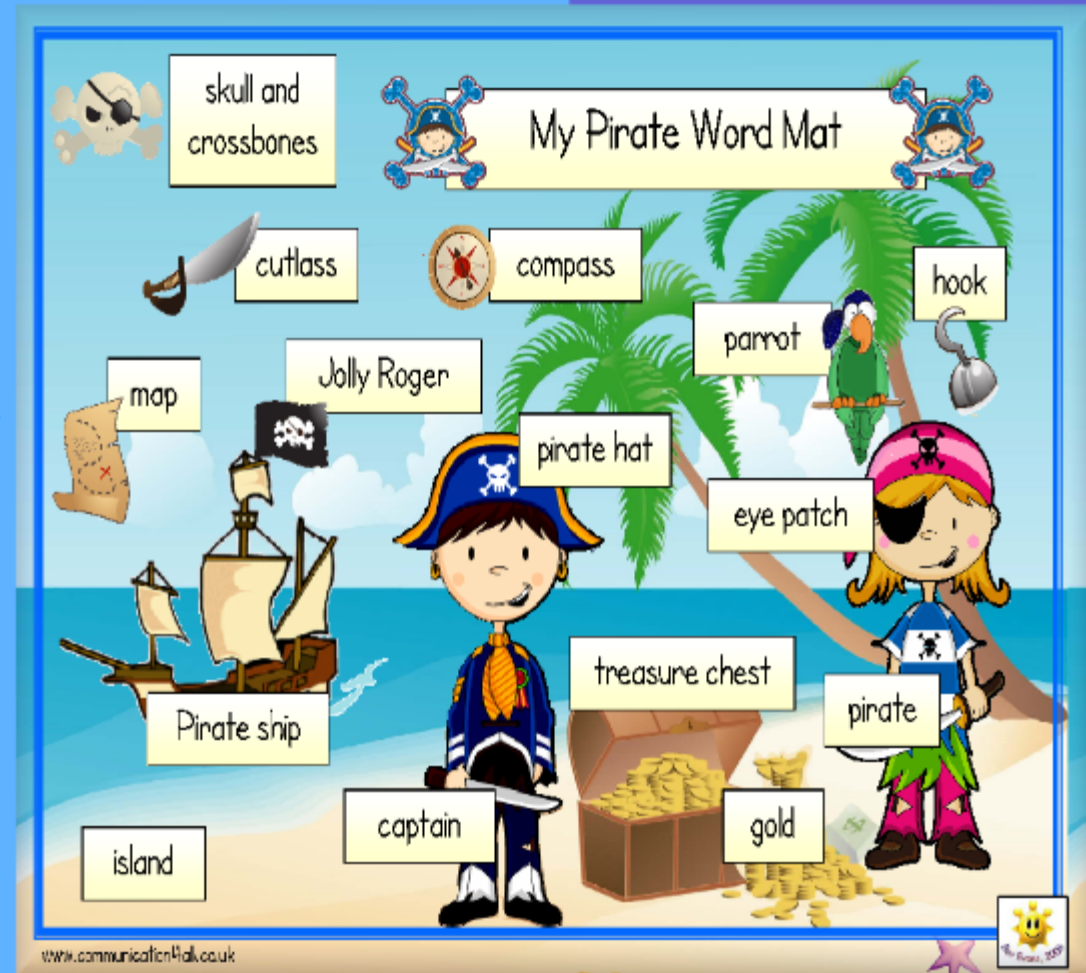 skull and
crossbones
My Pirate Word Mat
cutlass
compass
hook
parrot
map
Jolly Roger
pirate hat
eye patch
treasure chest
pirate
Pirate ship
captain
gold
island
www.communication4all.co.uk